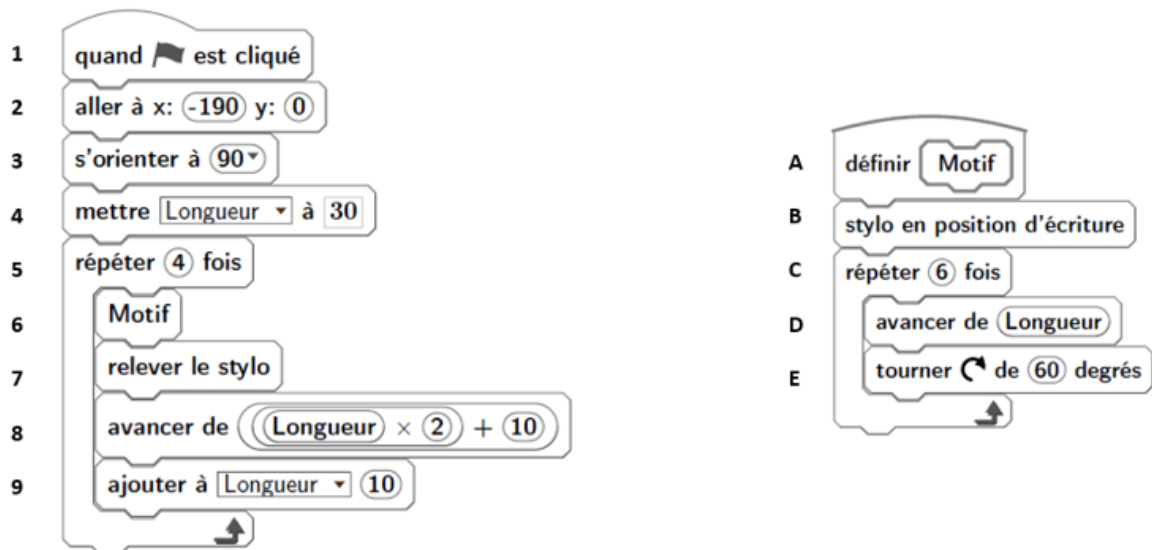 1 quand est cliqué
2 aller à x: -190 y: 0
3 s'orienter à 90
4 mettre Longueur à 30
5 répéter 4 fois
6 Motif
7 relever le stylo
8 avancer de Longueur × 2 + 10
9 ajouter à Longueur 10
A définir Motif
B stylo en position d'écriture
C répéter 6 fois
D avancer de Longueur
E tourner de 60 degrés